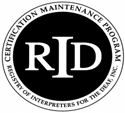 CERTIFICATION MAINTENANCE PROGRAM
RID
REGISTRY OF INTERPRETERS FOR THE DEAF, INC